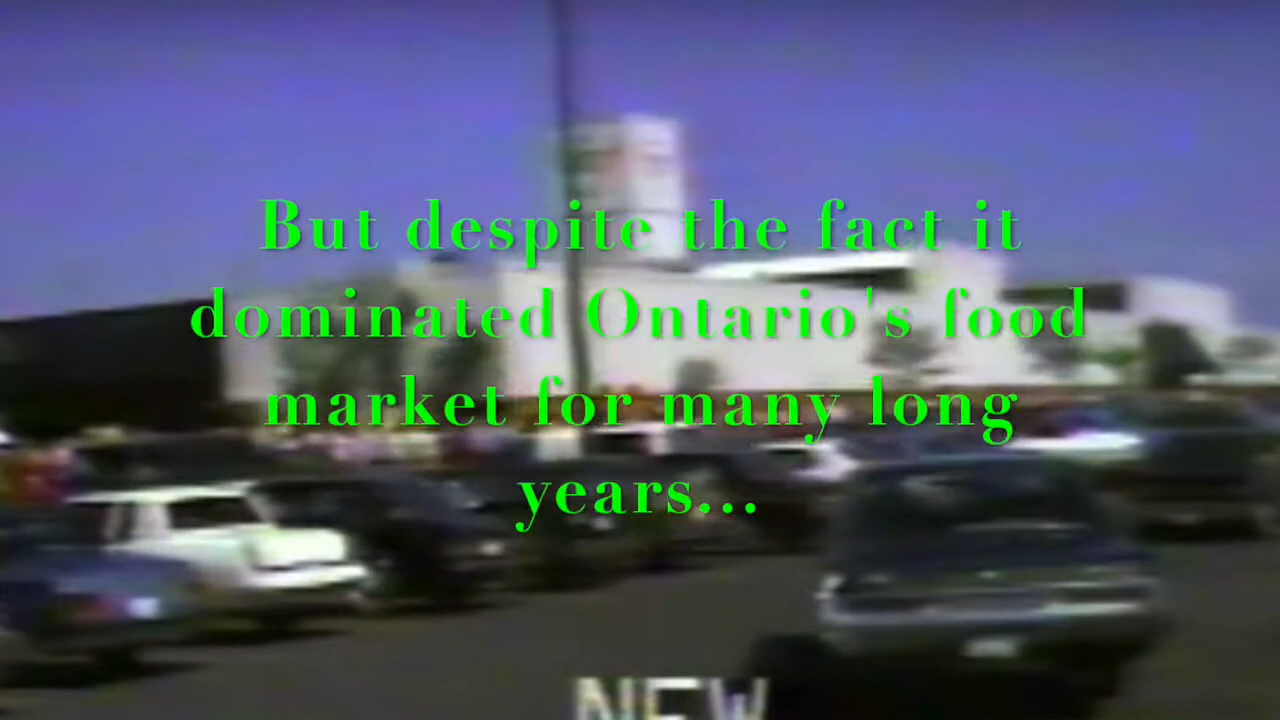 But despite the fact it
dominated Ontario's food
market for many long
years...
NEW